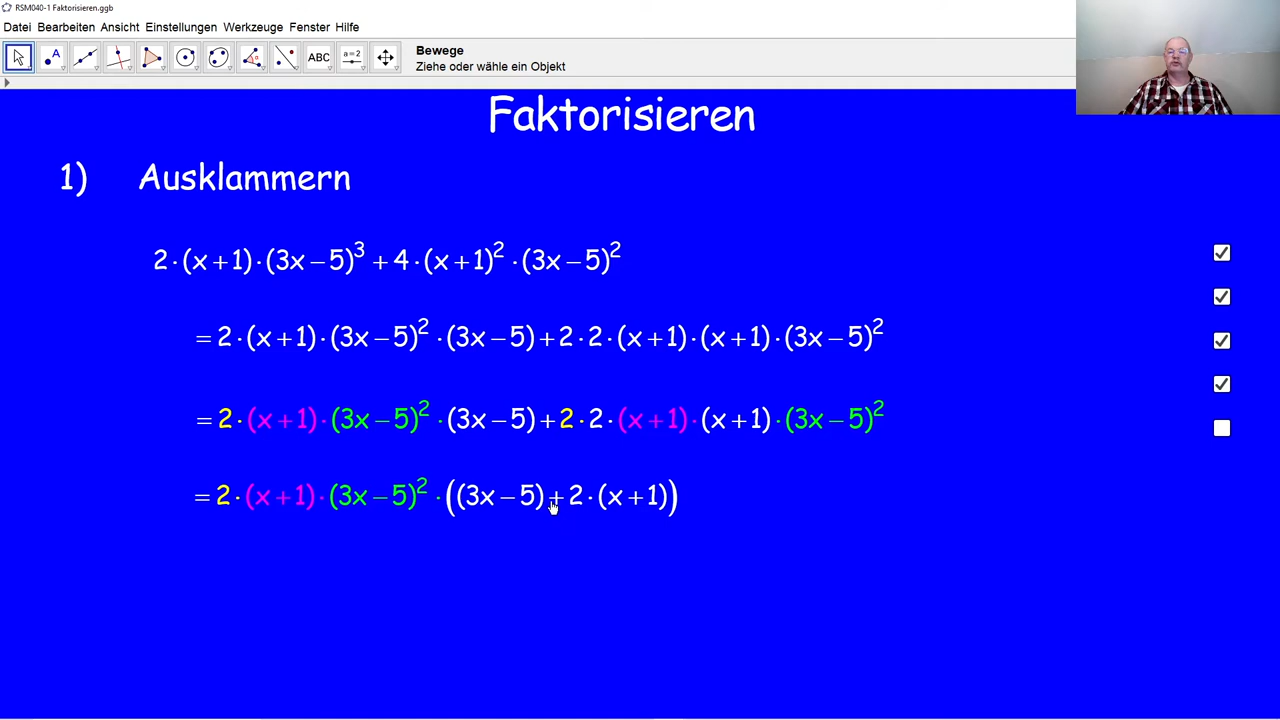 RSM040-1 Faktorisieren.ggb
Datei Bearbeiten Ansicht Einstellungen Werkzeuge Fenster Hilfe
A ABC a=2 Bewege
Ziehe oder wähle ein Objekt
Faktorisieren
1) Ausklammern
2·(x+1)·(3x−5)³+4·(x+1)²·(3x−5)²
=2·(x+1)·(3x−5)²·(3x−5)+2·2·(x+1)·(x+1)·(3x−5)²
=2·(x+1)·(3x−5)²·(3x−5)+2·2·(x+1)·(x+1)·(3x−5)²
=2·(x+1)·(3x−5)²·((3x−5)+2·(x+1))